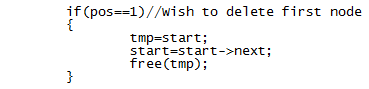 if(pos==1)//Wish to delete first node
{
tmp=start;
start=start->next;
free(tmp);
}